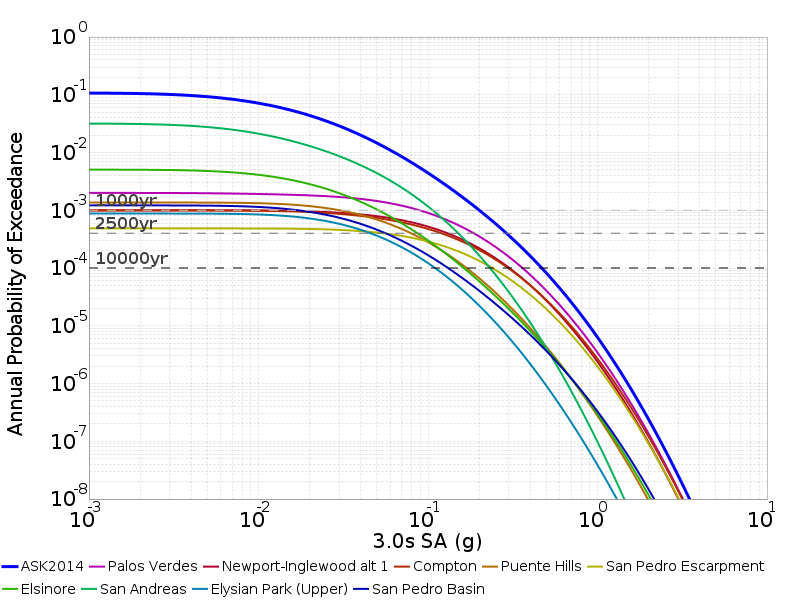 Annual Probability of Exceedance
10^0
10^-1
10^-2
10^-3
10^-4
10^-5
10^-6
10^-7
10^-8
1000yr
2500yr
10000yr
10^-3 10^-2 10^-1 10^0 10^1
3.0s SA (g)
ASK2014 Palos Verdes Newport-Inglewood alt 1 Compton Puente Hills San Pedro Escarpment
Elsinore San Andreas Elysian Park (Upper) San Pedro Basin